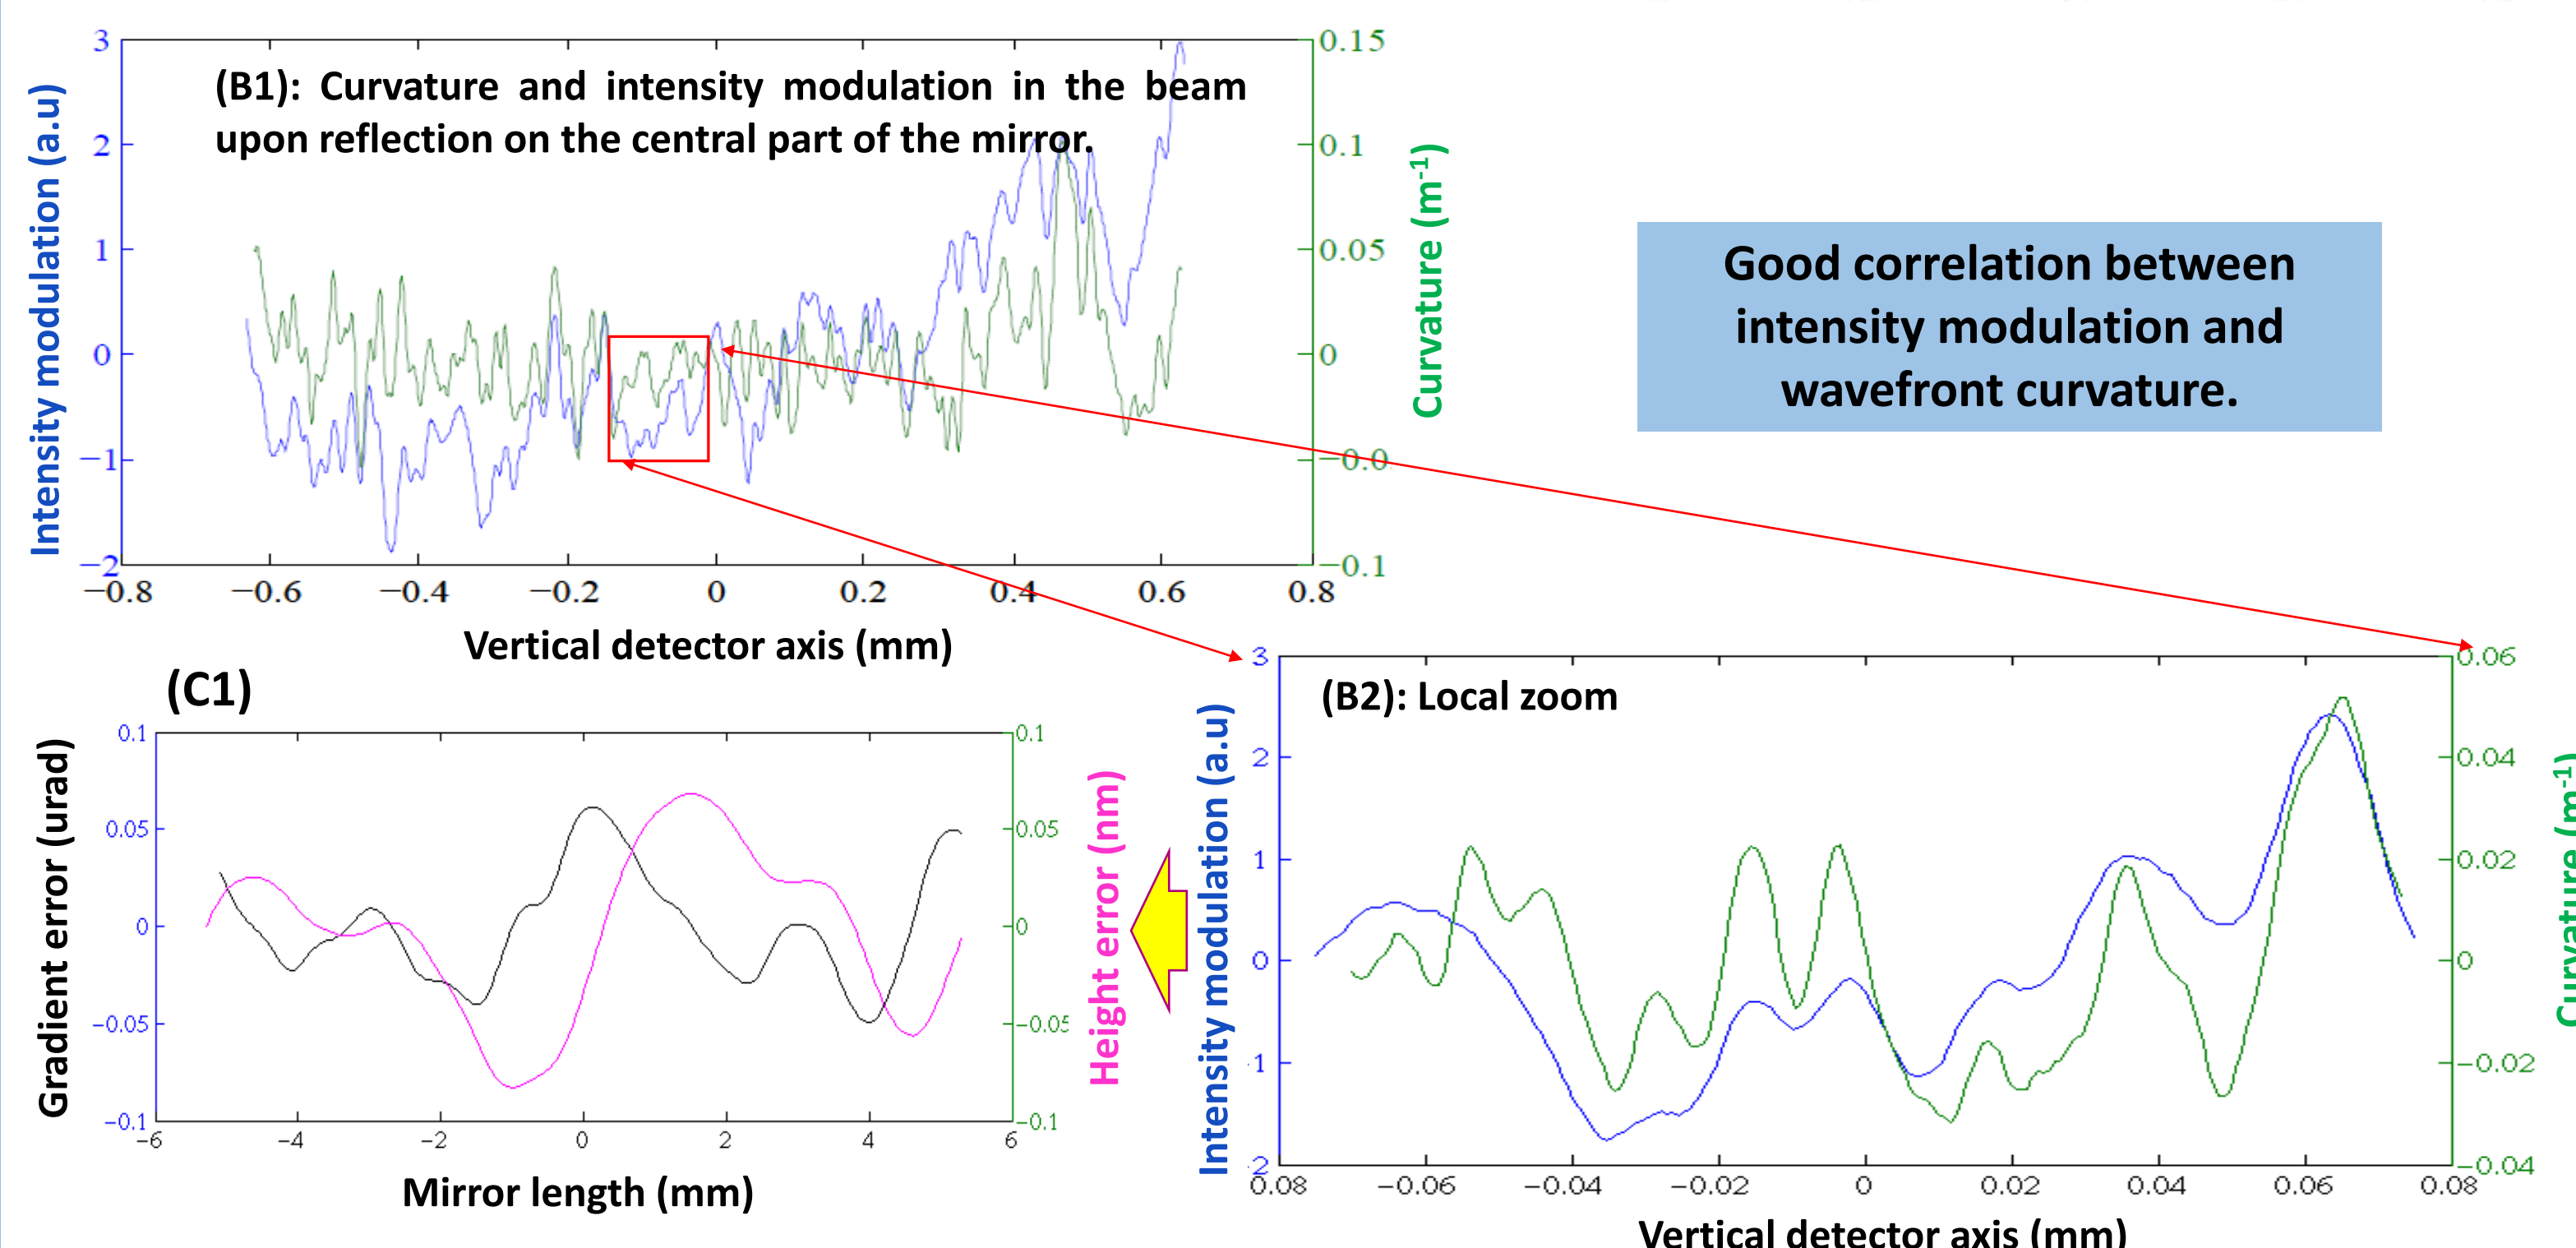 (B1): Curvature and intensity modulation in the beam
upon reflection on the central part of the mirror.
Intensity modulation (a.u)
3
2
1
0
−1
−2
0.15
0.1
0.05
0
−0.0
−0.1
Curvature (m-1)
−0.8 −0.6 −0.4 −0.2 0 0.2 0.4 0.6 0.8
Vertical detector axis (mm)
Good correlation between
intensity modulation and
wavefront curvature.
(C1)
Gradient error (urad)
0.1
0.05
0
−0.05
−0.1
0.1
0.05
0
−0.05
−0.1
Height error (nm)
−6 −4 −2 0 2 4 6
Mirror length (mm)
(B2): Local zoom
Intensity modulation (a.u)
3
2
1
0
1
2
0.06
0.04
0.02
0
−0.02
−0.04
Curvature (m-1)
0.08 −0.06 −0.04 −0.02 0 0.02 0.04 0.06 0.08
Vertical detector axis (mm)